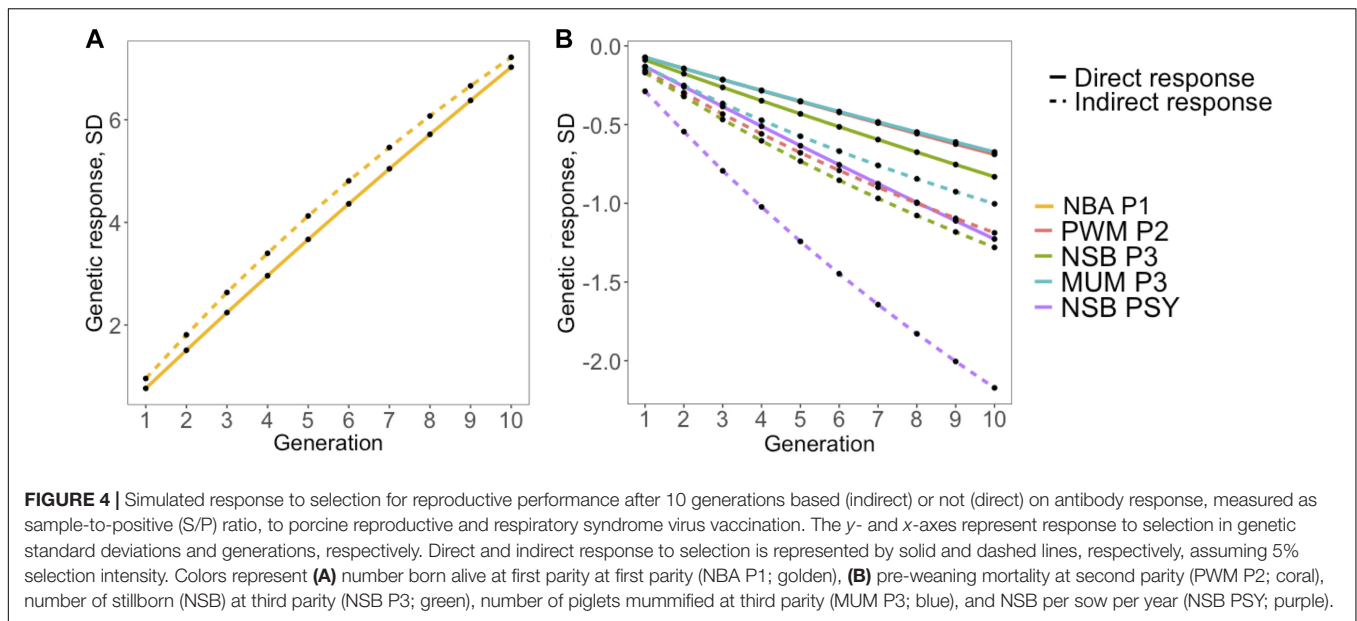 A
Genetic response, SD
6
4
2
1 2 3 4 5 6 7 8 9 10
Generation
B
Genetic response, SD
0.0
-0.5
-1.0
-1.5
-2.0
1 2 3 4 5 6 7 8 9 10
Generation
Direct response
Indirect response
NBA P1
PWM P2
NSB P3
MUM P3
NSB PSY
FIGURE 4 | Simulated response to selection for reproductive performance after 10 generations based (indirect) or not (direct) on antibody response, measured as
sample-to-positive (S/P) ratio, to porcine reproductive and respiratory syndrome virus vaccination. The y- and x-axes represent response to selection in genetic
standard deviations and generations, respectively. Direct and indirect response to selection is represented by solid and dashed lines, respectively, assuming 5%
selection intensity. Colors represent (A) number born alive at first parity at first parity (NBA P1; golden), (B) pre-weaning mortality at second parity (PWM P2; coral),
number of stillborn (NSB) at third parity (NSB P3; green), number of piglets mummified at third parity (MUM P3; blue), and NSB per sow per year (NSB PSY; purple).